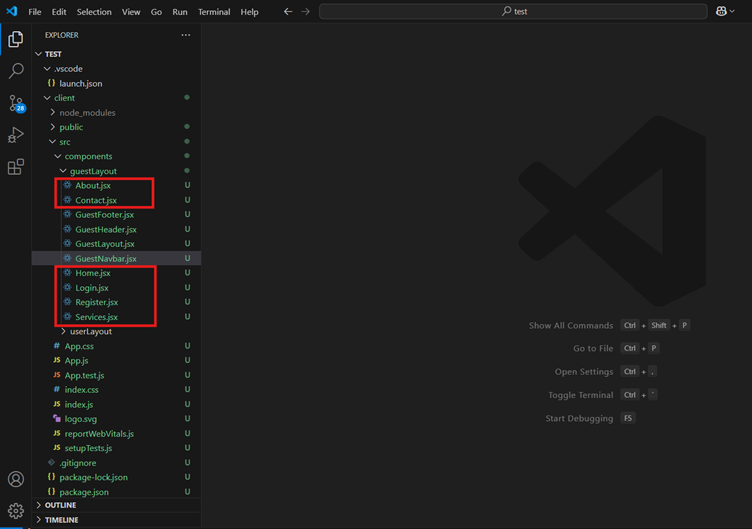 File Edit Selection View Go Run Terminal Help
test
EXPLORER
TEST
.vscode
{} launch.json
client
node_modules
public
src
components
guestLayout
About.jsx U
Contact.jsx U
GuestFooter.jsx U
GuestHeader.jsx U
GuestLayout.jsx U
GuestNavbar.jsx U
Home.jsx U
Login.jsx U
Register.jsx U
Services.jsx U
userLayout
# App.css U
JS App.js U
JS App.test.js U
# index.css U
JS index.js U
logo.svg U
JS reportWebVitals.js U
JS setupTests.js U
.gitignore U
{} package-lock.json U
{} package.json U
OUTLINE
TIMELINE
28
Show All Commands Ctrl + Shift + P
Go to File Ctrl + P
Open Settings Ctrl + ,
Toggle Terminal Ctrl + `
Start Debugging F5